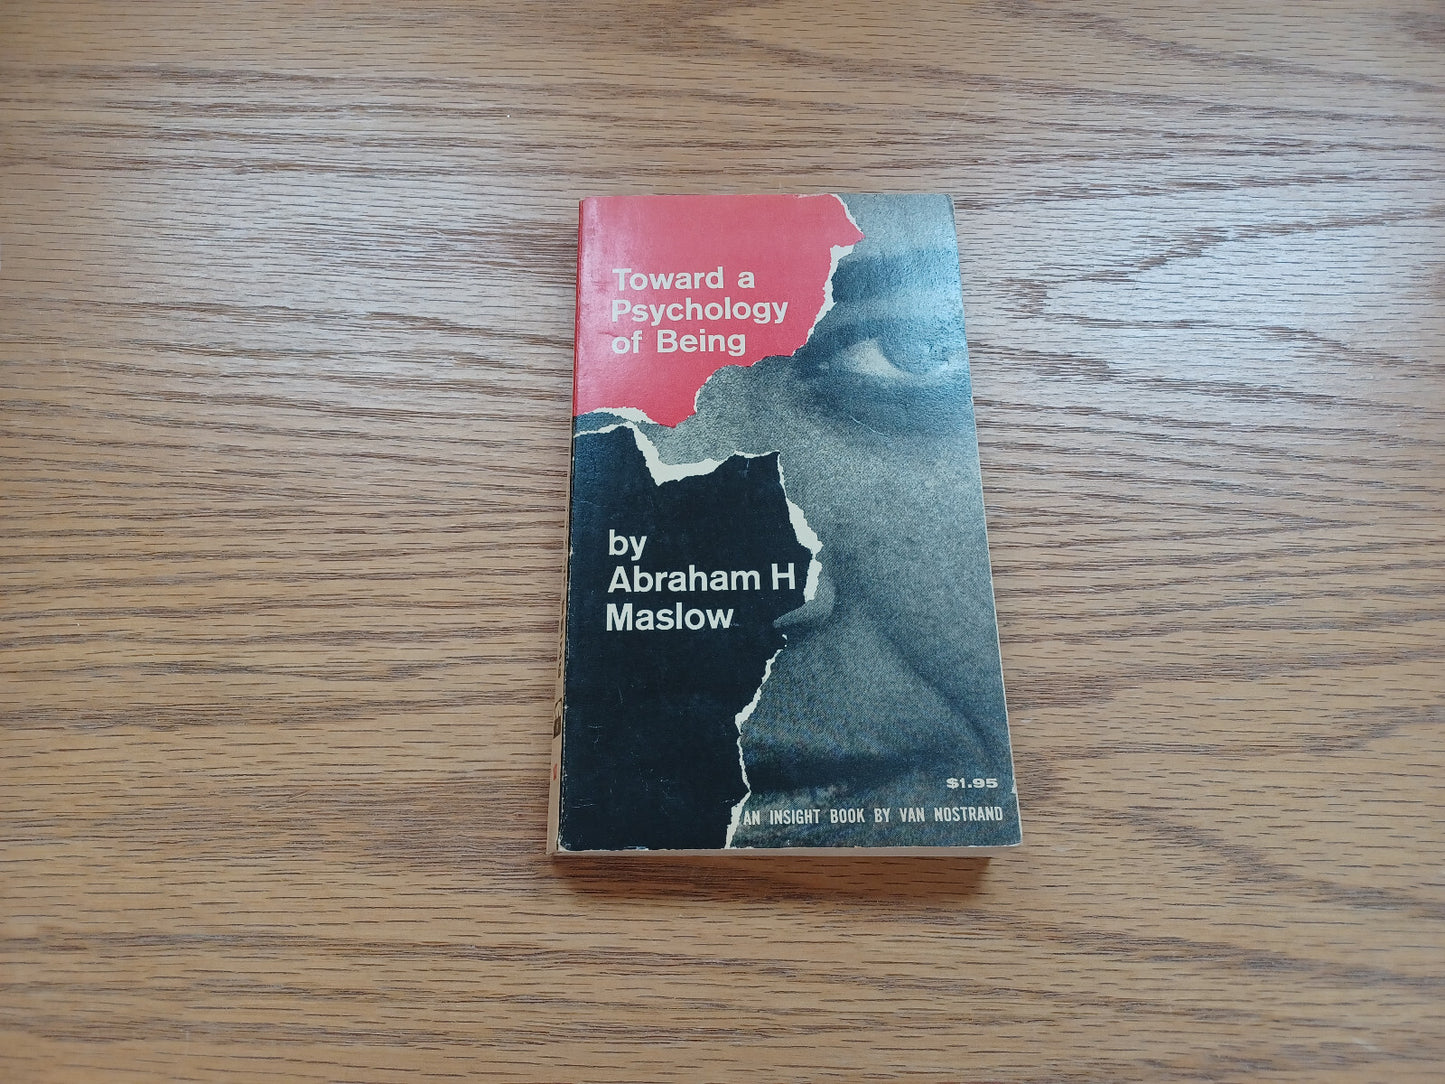 Toward a
Psychology
of Being
by
Abraham H
Maslow
$1.95
AN INSIGHT BOOK BY VAN NOSTRAND